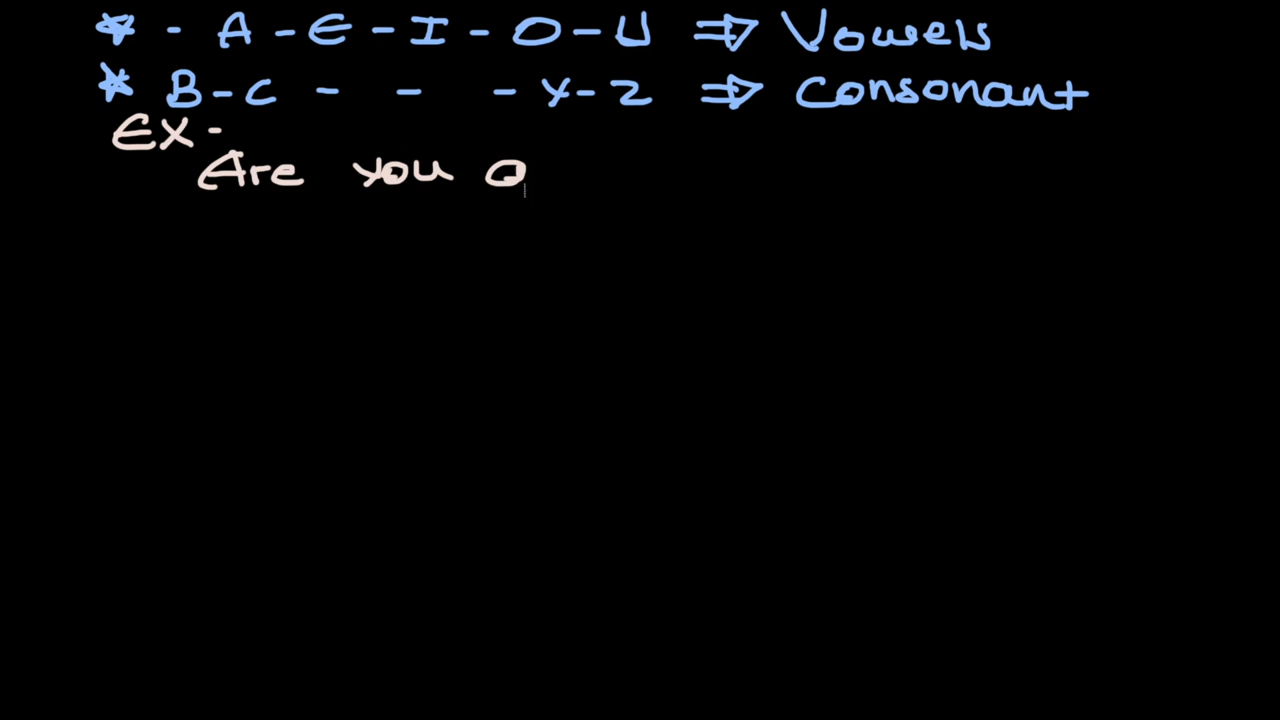 * - A - E - I - O - U ⇒ Vowels
* B - C - - - Y - Z ⇒ Consonant
Ex -
Are you